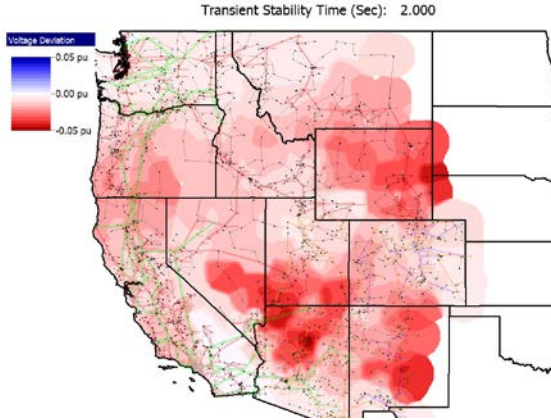 Transient Stability Time (Sec): 2.000
Voltage Deviation
0.05 pu
0.00 pu
-0.05 pu